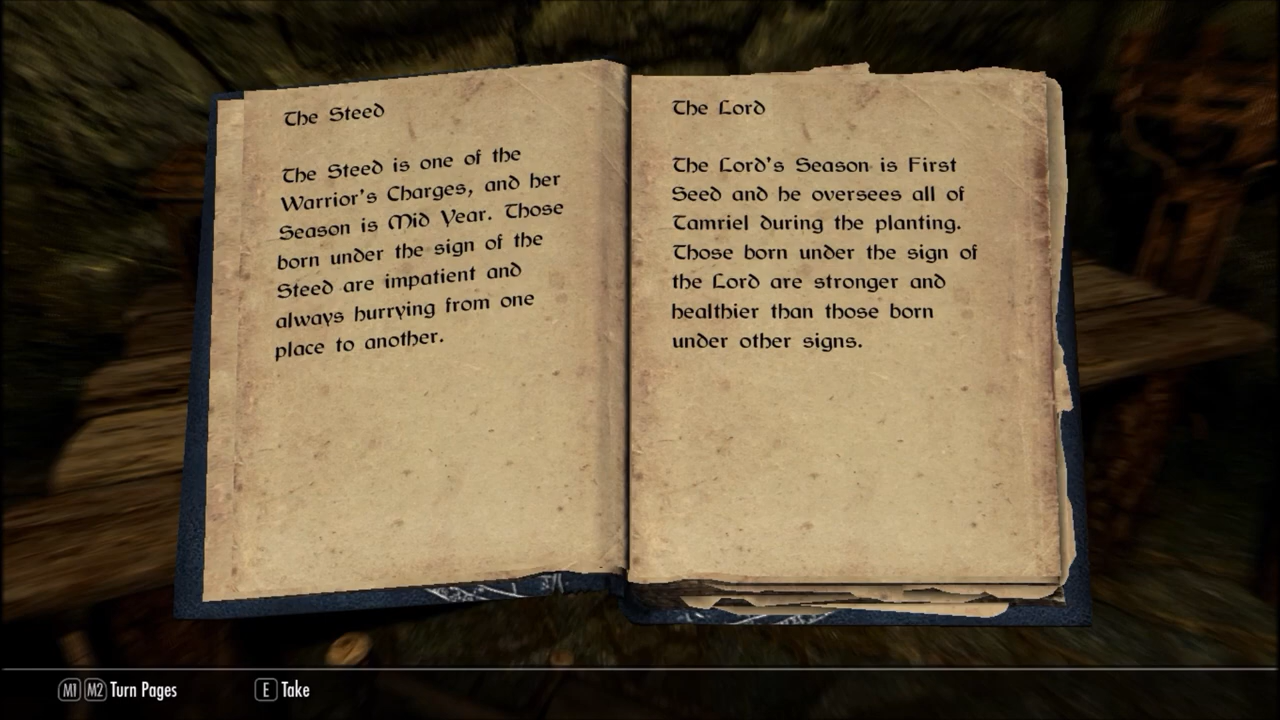 The Steed
The Steed is one of the
Warrior's Charges, and her
Season is Mid Year. Those
born under the sign of the
Steed are impatient and
always hurrying from one
place to another.
The Lord
The Lord's Season is First
Seed and he oversees all of
Tamriel during the planting.
Those born under the sign of
the Lord are stronger and
healthier than those born
under other signs.
M1 M2 Turn Pages
E Take